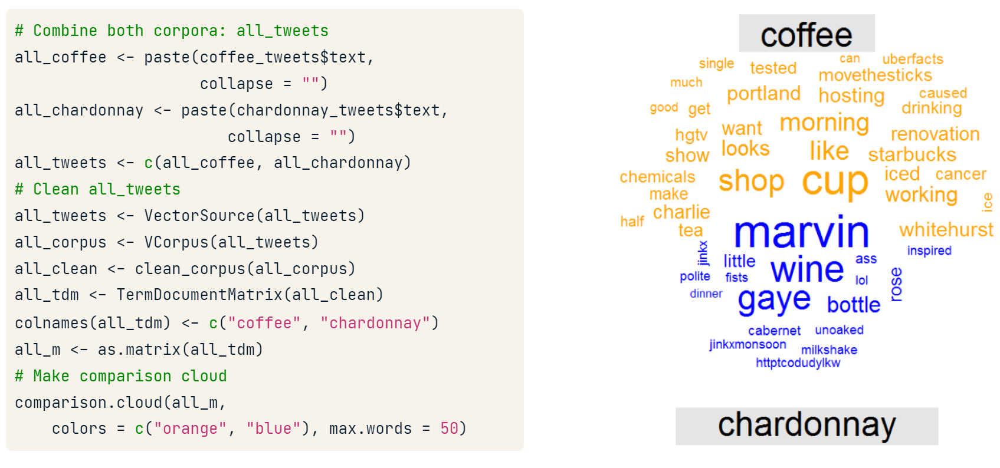 # Combine both corpora: all_tweets
all_coffee <- paste(coffee_tweets$text,
collapse = "")
all_chardonnay <- paste(chardonnay_tweets$text,
collapse = "")
all_tweets <- c(all_coffee, all_chardonnay)
# Clean all_tweets
all_tweets <- VectorSource(all_tweets)
all_corpus <- VCorpus(all_tweets)
all_clean <- clean_corpus(all_corpus)
all_tdm <- TermDocumentMatrix(all_clean)
colnames(all_tdm) <- c("coffee", "chardonnay")
all_m <- as.matrix(all_tdm)
# Make comparison cloud
comparison.cloud(all_m,
colors = c("orange", "blue"), max.words = 50)
coffee
single tested can uberfacts
much movethesticks
portland hosting caused
good get drinking
want morning
hgtv renovation
show looks like starbucks
chemicals shop cup iced cancer
make working
ice
charlie
half tea whitehurst
marvin
jinkx little wine ass inspired
polite fists lol rose
dinner gaye bottle
cabernet unoaked
jinkxmonsoon milkshake
httptcodudylkw
chardonnay